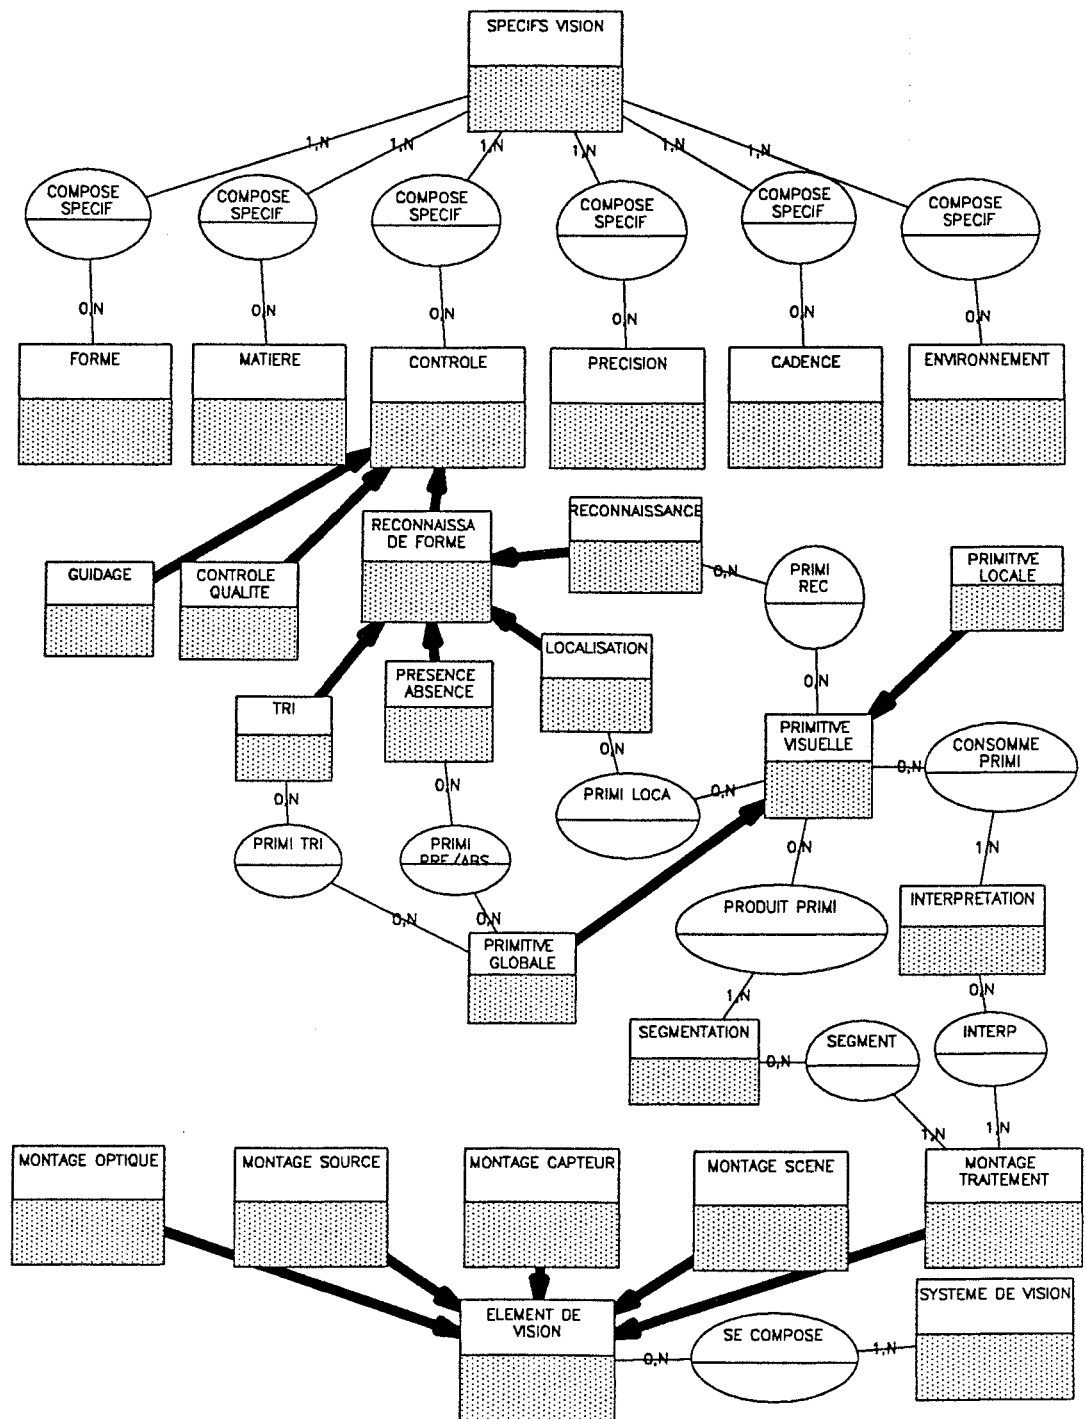 SPECIFS VISION
1,N 1,N 1,N 1,N 1,N 1,N
COMPOSE
SPECIF
COMPOSE
SPECIF
COMPOSE
SPECIF
COMPOSE
SPECIF
COMPOSE
SPECIF
COMPOSE
SPECIF
0,N 0,N 0,N 0,N 0,N 0,N
FORME
MATIERE
CONTROLE
PRECISION
CADENCE
ENVIRONNEMENT
RECONNAISSA
DE FORME
RECONNAISSANCE
GUIDAGE
CONTROLE
QUALITE
0,N
PRIMI
REC
PRIMITIVE
LOCALE
LOCALISATION
PRESENCE
ABSENCE
TRI
0,N
PRIMITIVE
VISUELLE
CONSOMME
PRIMI
0,N
0,N
0,N
0,N
0,N
0,N
PRIMI LOCA
PRIMI TRI
PRIMI
PRE/ABS
0,N
1,N
PRODUIT PRIMI
INTERPRETATION
0,N
0,N
PRIMITIVE
GLOBALE
1,N
0,N
SEGMENTATION
0,N
SEGMENT
INTERP
1,N
1,N
MONTAGE OPTIQUE
MONTAGE SOURCE
MONTAGE CAPTEUR
MONTAGE SCENE
MONTAGE
TRAITEMENT
ELEMENT DE
VISION
0,N
SE COMPOSE
1,N
SYSTEME DE VISION